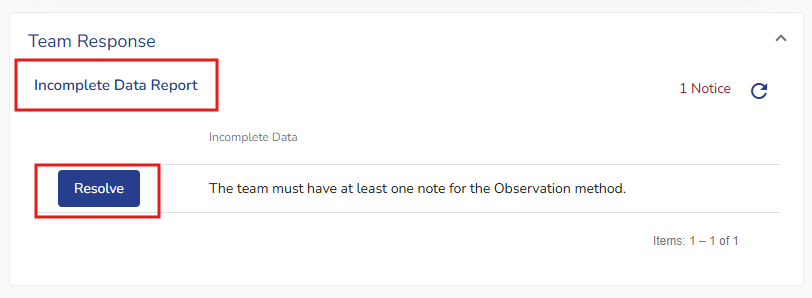 Team Response
Incomplete Data Report
1 Notice
Incomplete Data
Resolve
The team must have at least one note for the Observation method.
Items: 1 – 1 of 1